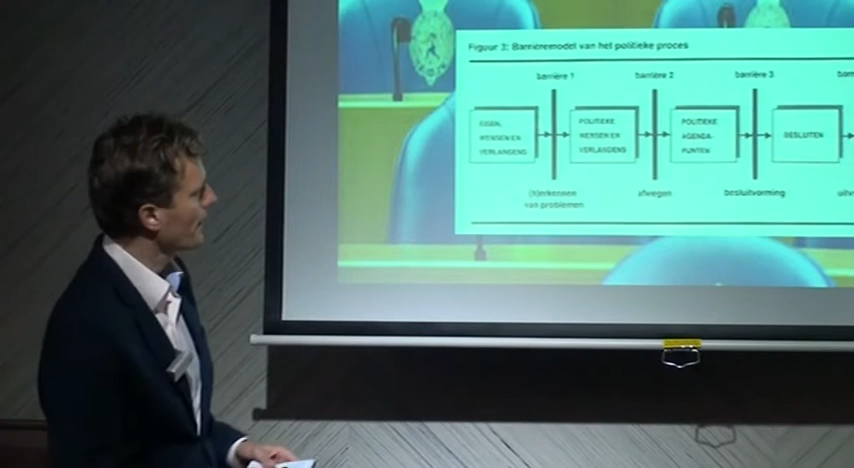 Figuur 3: Barrièremodel van het politieke proces
barrière 1 barrière 2 barrière 3
EIGEN,
WENSEN EN
VERLANGENS
POLITIEKE
WENSEN EN
VERLANGENS
POLITIEKE
AGENDA-
PUNTEN
BESLUITEN
(h)erkennen
van problemen
afwegen
besluitvorming